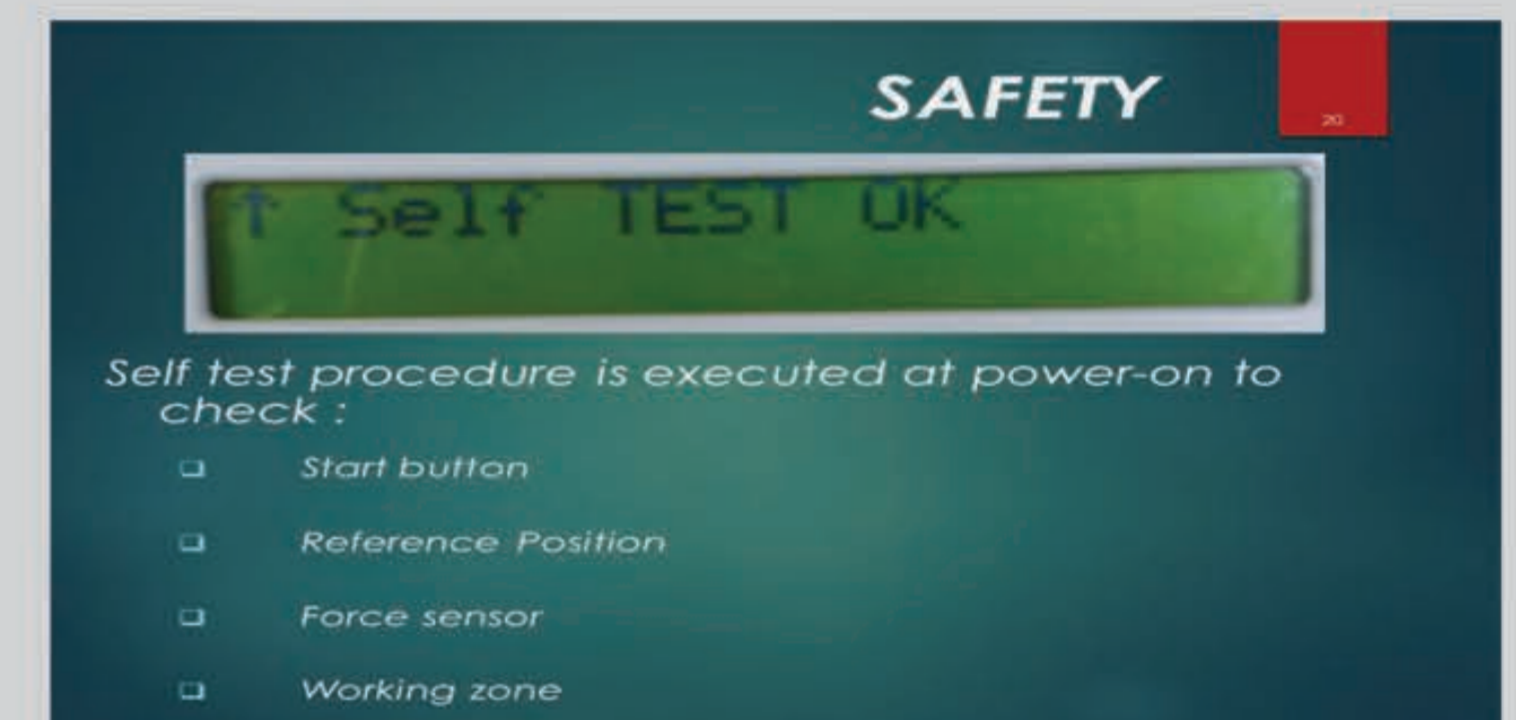 SAFETY
20
↑ Self TEST OK
Self test procedure is executed at power-on to
check :
Start button
Reference Position
Force sensor
Working zone